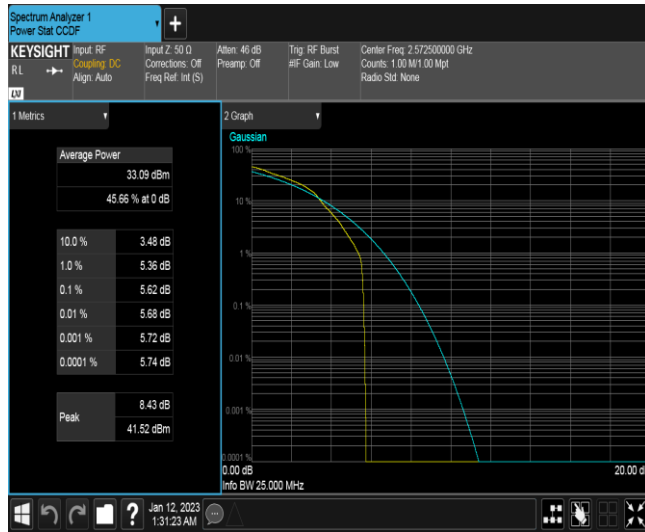 Spectrum Analyzer 1
Power Stat CCDF
+
KEYSIGHT
RL
LXI
Input: RF
Coupling: DC
Align: Auto
Input Z: 50 Ω
Corrections: Off
Freq Ref: Int (S)
Atten: 46 dB
Preamp: Off
Trig: RF Burst
#IF Gain: Low
Center Freq: 2.572500000 GHz
Counts: 1.00 M/1.00 Mpt
Radio Std: None
1 Metrics
Average Power
33.09 dBm
45.66 % at 0 dB
10.0 % 3.48 dB
1.0 % 5.36 dB
0.1 % 5.62 dB
0.01 % 5.68 dB
0.001 % 5.72 dB
0.0001 % 5.74 dB
Peak
8.43 dB
41.52 dBm
2 Graph
Gaussian
100 %
10 %
1 %
0.1 %
0.01 %
0.001 %
0.0001 %
0.00 dB
20.00 d
Info BW 25.000 MHz
?
Jan 12, 2023
1:31:23 AM